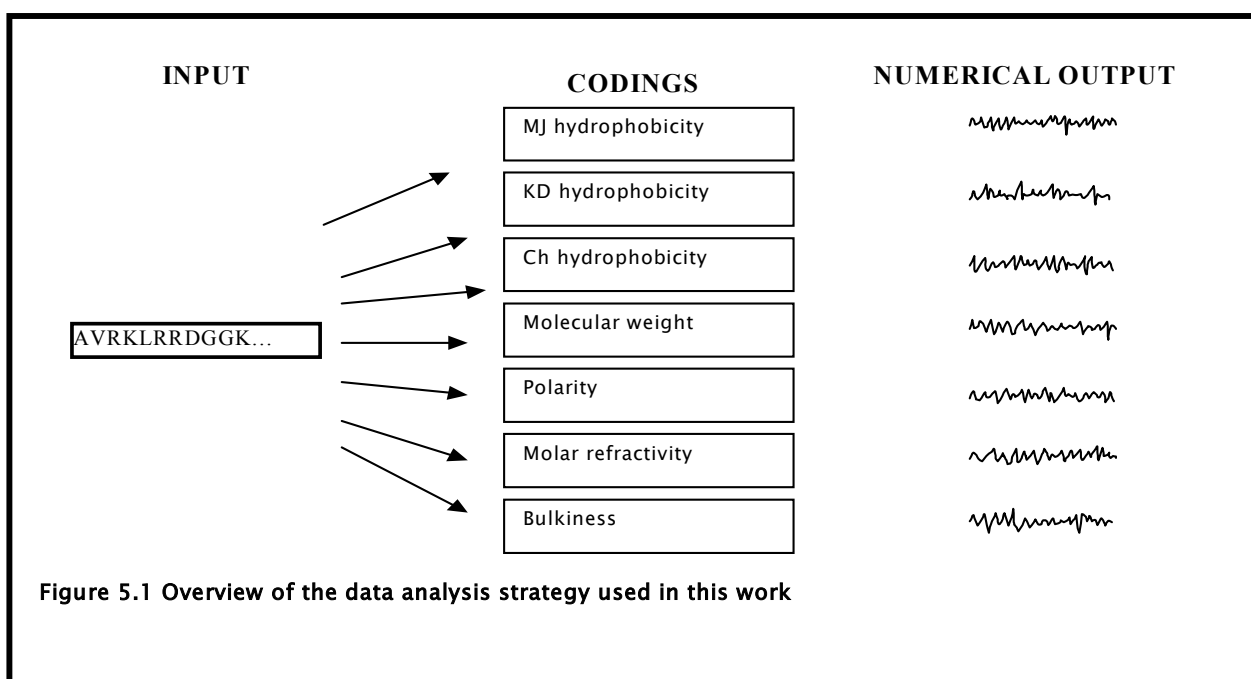 INPUT
CODINGS
NUMERICAL OUTPUT
MJ hydrophobicity
KD hydrophobicity
Ch hydrophobicity
Molecular weight
AVRKLRRDGGK...
Polarity
Molar refractivity
Bulkiness
Figure 5.1 Overview of the data analysis strategy used in this work